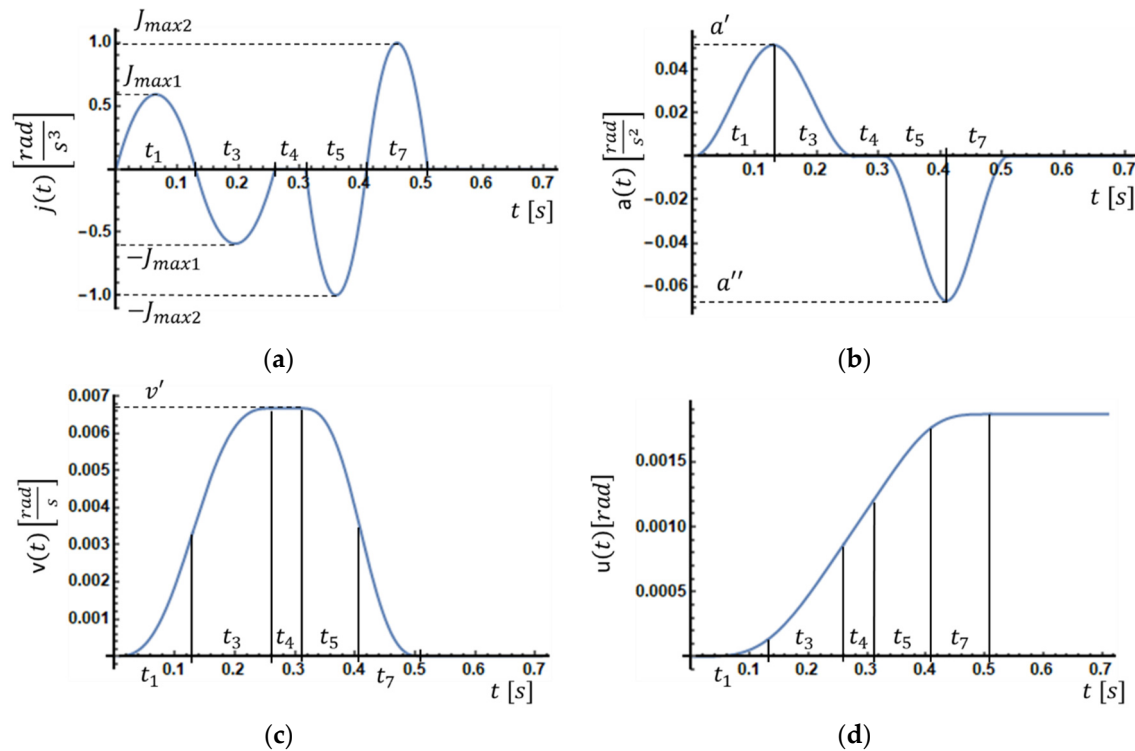 J_max2
1.0
J_max1
0.5
t_1 t_3 t_4 t_5 t_7
0.1 0.2 0.3 0.4 0.5 0.6 0.7
t [s]
−0.5
−J_max1
−1.0
−J_max2
j(t) [rad/s^3]
(a)
a′
0.04
0.02
t_1 t_3 t_4 t_5 t_7
0.1 0.2 0.3 0.4 0.5 0.6 0.7
t [s]
−0.02
−0.04
−0.06
a″
a(t) [rad/s^2]
(b)
0.007
v′
0.006
0.005
0.004
0.003
0.002
0.001
t_3 t_4 t_5
0.1 0.2 0.3 0.4 0.5 0.6 0.7
t_1 t_7
t [s]
v(t) [rad/s]
(c)
0.0015
0.0010
0.0005
t_3 t_4 t_5 t_7
0.1 0.2 0.3 0.4 0.5 0.6 0.7
t_1
t [s]
u(t) [rad]
(d)